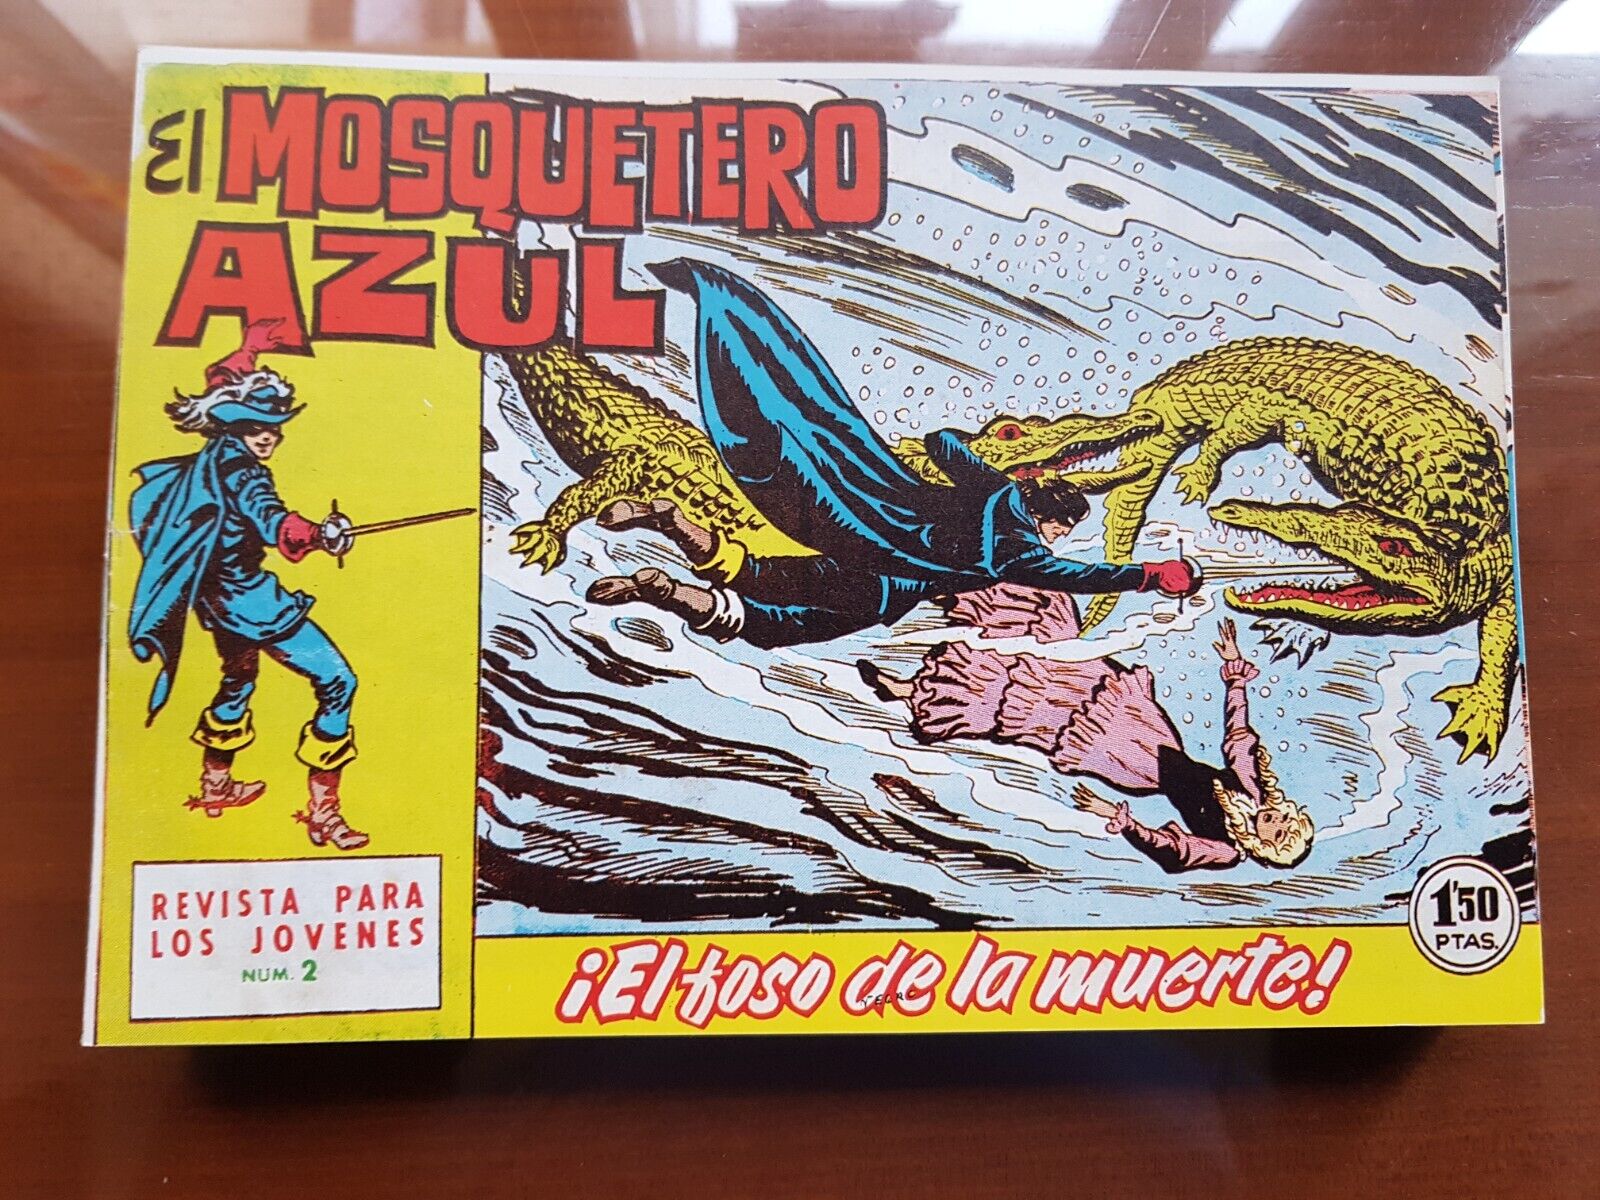 El MOSQUETERO
AZUL
REVISTA PARA
LOS JOVENES
NUM. 2
1'50
PTAS.
¡El foso de la muerte!